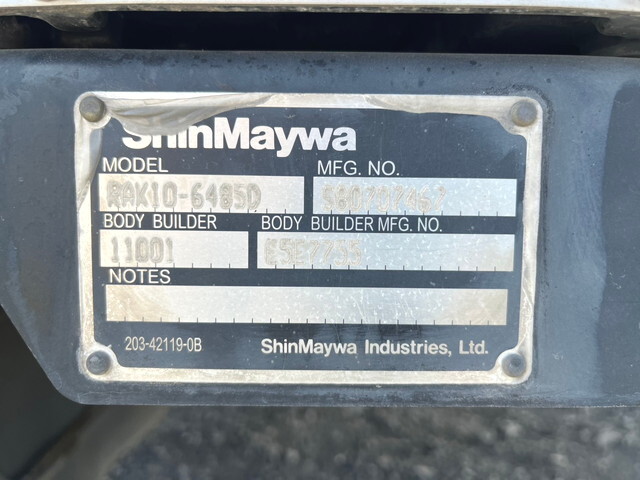 ShinMaywa
MODEL MFG. NO.
RAK10-6485D
BODY BUILDER BODY BUILDER MFG. NO.
11001
NOTES
203-42119-0B ShinMaywa Industries, Ltd.